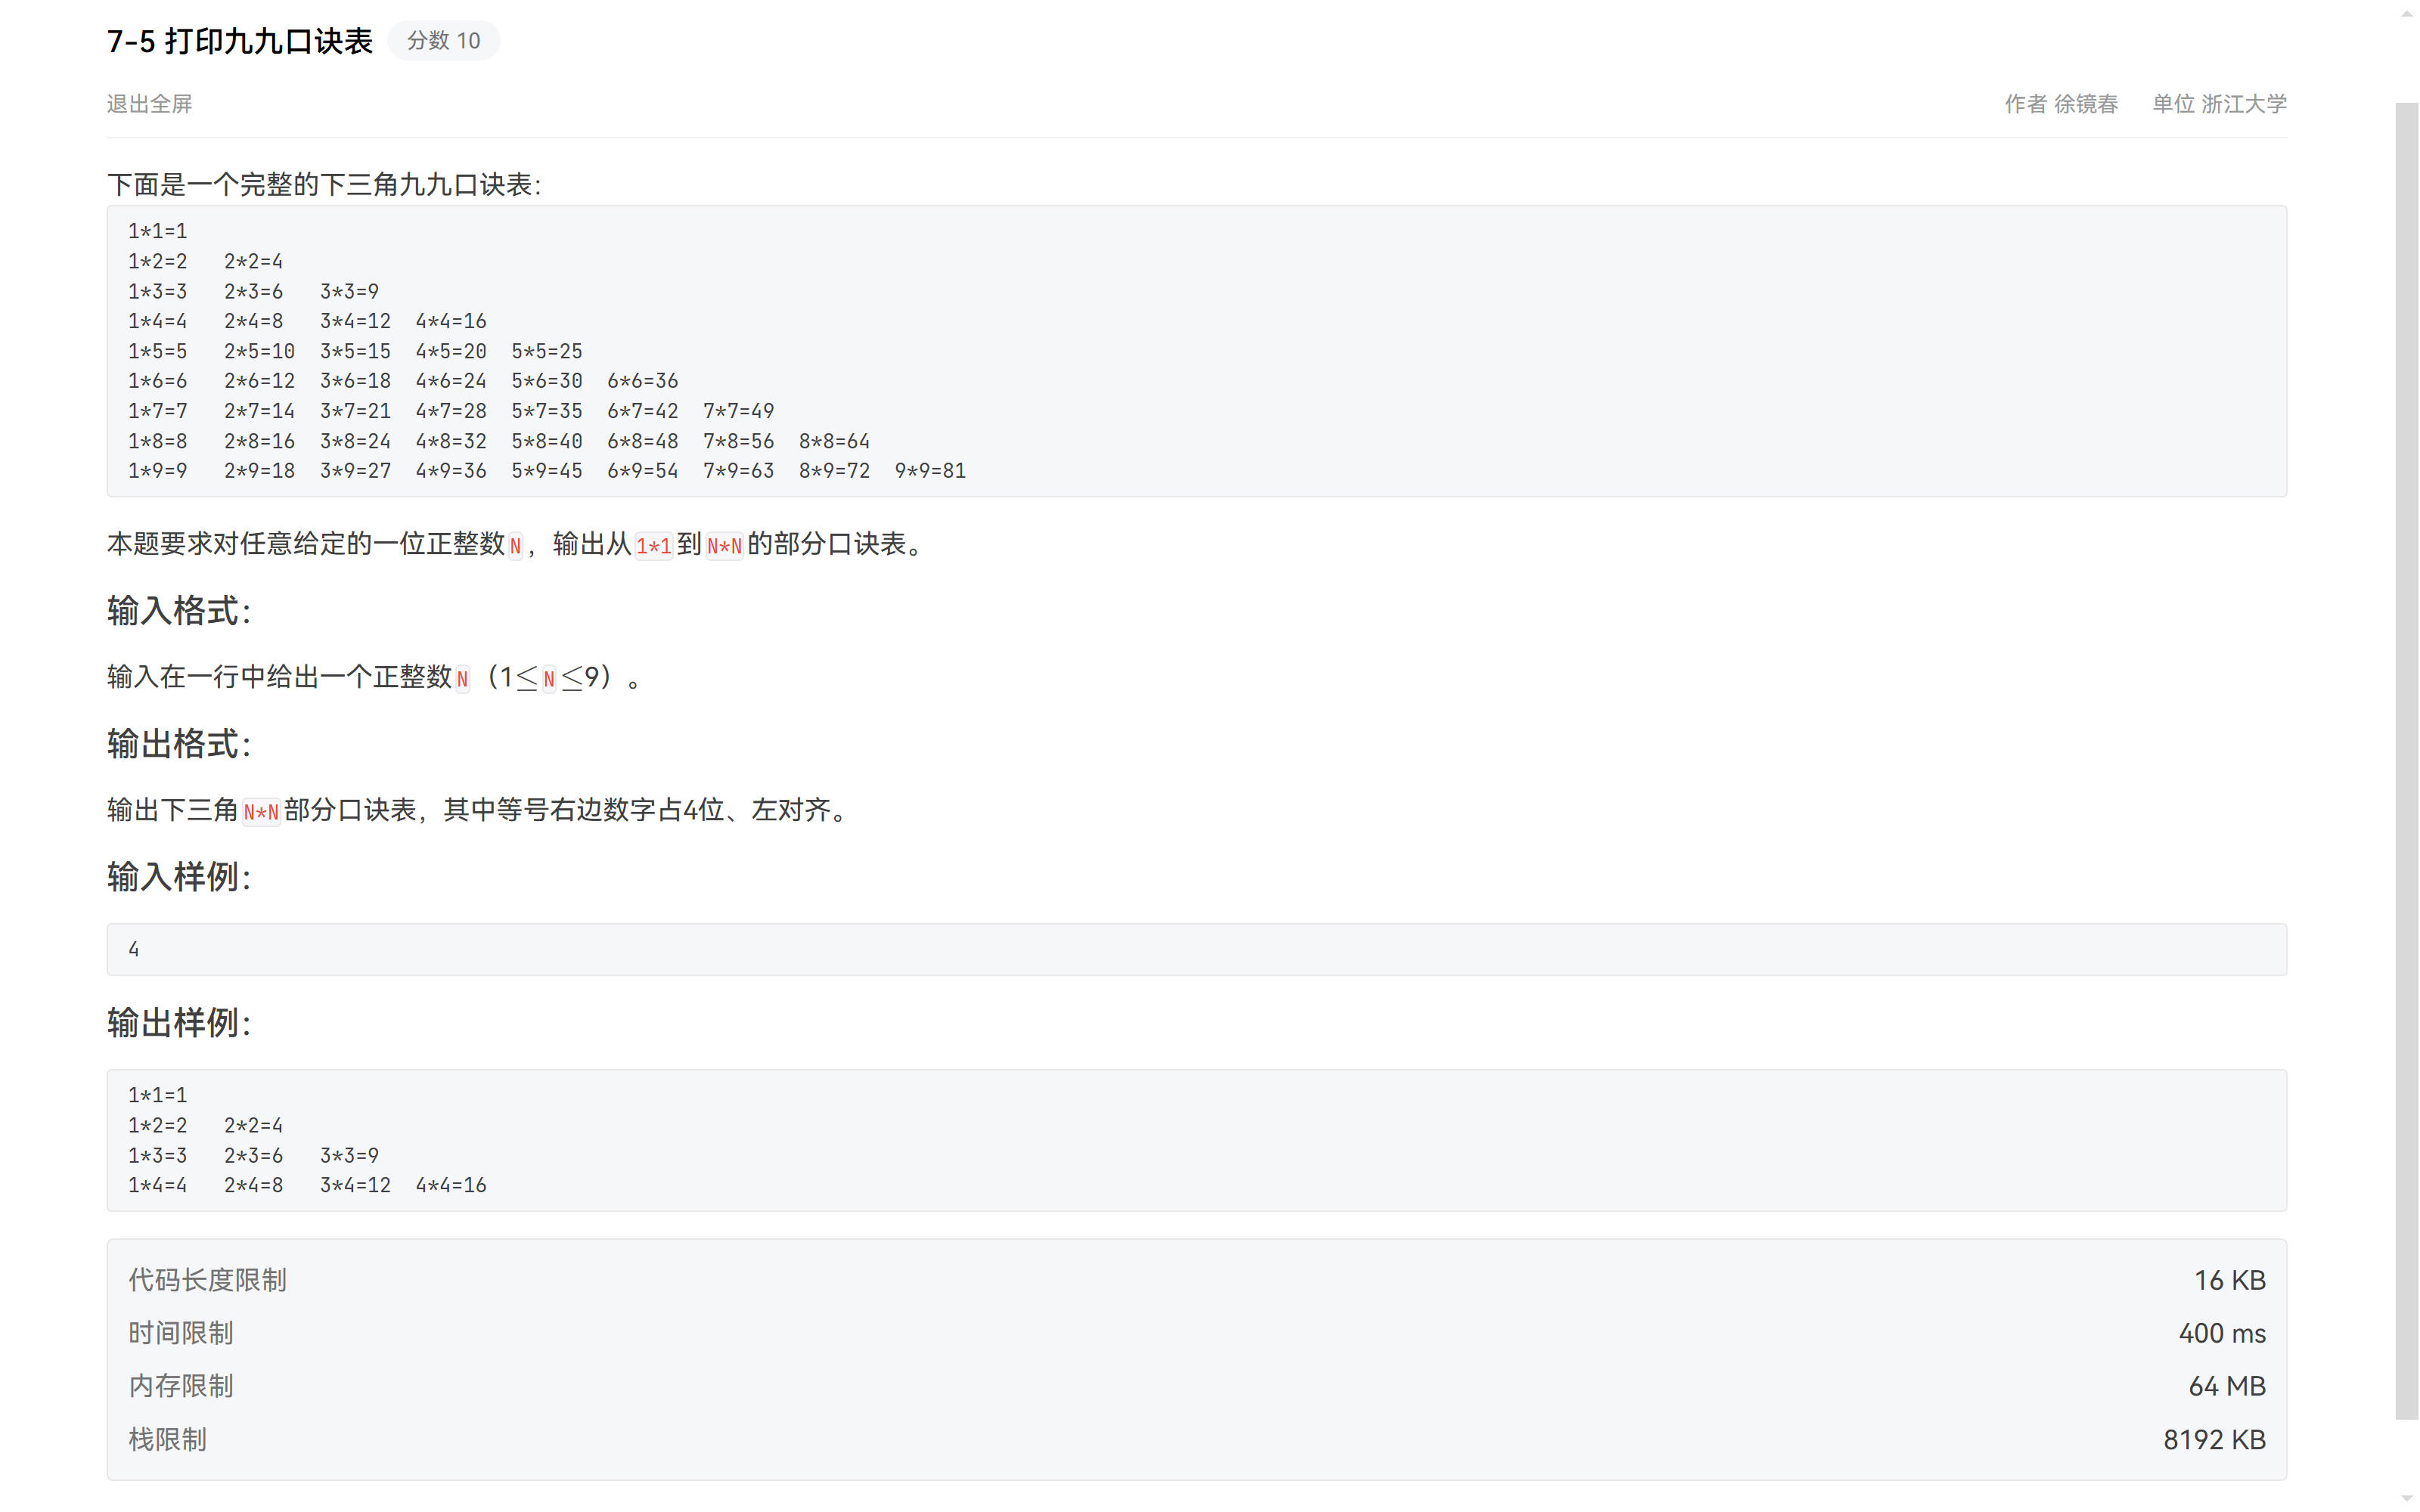 7-5 打印九九口诀表 分数 10
退出全屏 作者 徐镜春 单位 浙江大学
下面是一个完整的下三角九九口诀表：
1*1=1
1*2=2   2*2=4
1*3=3   2*3=6   3*3=9
1*4=4   2*4=8   3*4=12  4*4=16
1*5=5   2*5=10  3*5=15  4*5=20  5*5=25
1*6=6   2*6=12  3*6=18  4*6=24  5*6=30  6*6=36
1*7=7   2*7=14  3*7=21  4*7=28  5*7=35  6*7=42  7*7=49
1*8=8   2*8=16  3*8=24  4*8=32  5*8=40  6*8=48  7*8=56  8*8=64
1*9=9   2*9=18  3*9=27  4*9=36  5*9=45  6*9=54  7*9=63  8*9=72  9*9=81
本题要求对任意给定的一位正整数N，输出从1*1到N*N的部分口诀表。
输入格式：
输入在一行中给出一个正整数N（1≤N≤9）。
输出格式：
输出下三角N*N部分口诀表，其中等号右边数字占4位、左对齐。
输入样例：
4
输出样例：
1*1=1
1*2=2   2*2=4
1*3=3   2*3=6   3*3=9
1*4=4   2*4=8   3*4=12  4*4=16
代码长度限制 16 KB
时间限制 400 ms
内存限制 64 MB
栈限制 8192 KB